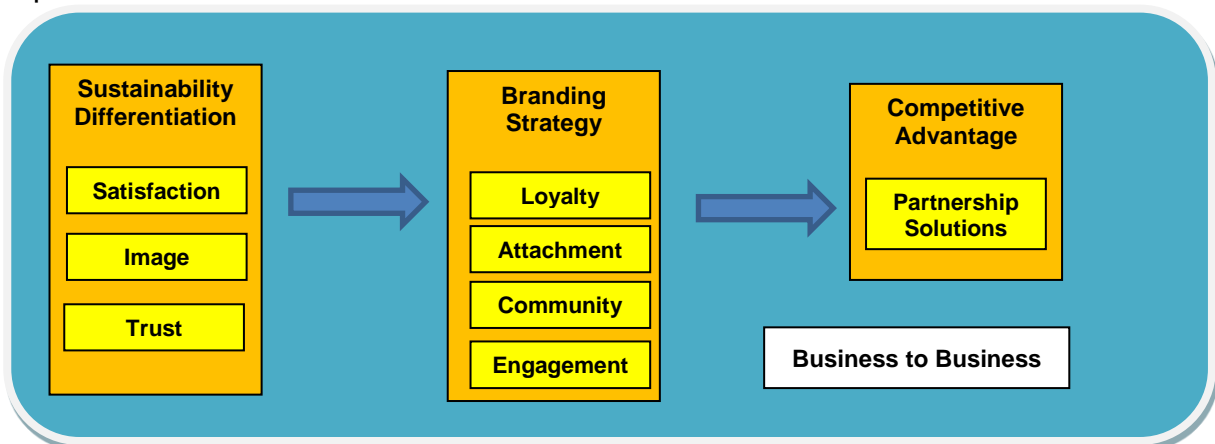 Sustainability
Differentiation
Satisfaction
Image
Trust
Branding
Strategy
Loyalty
Attachment
Community
Engagement
Competitive
Advantage
Partnership
Solutions
Business to Business